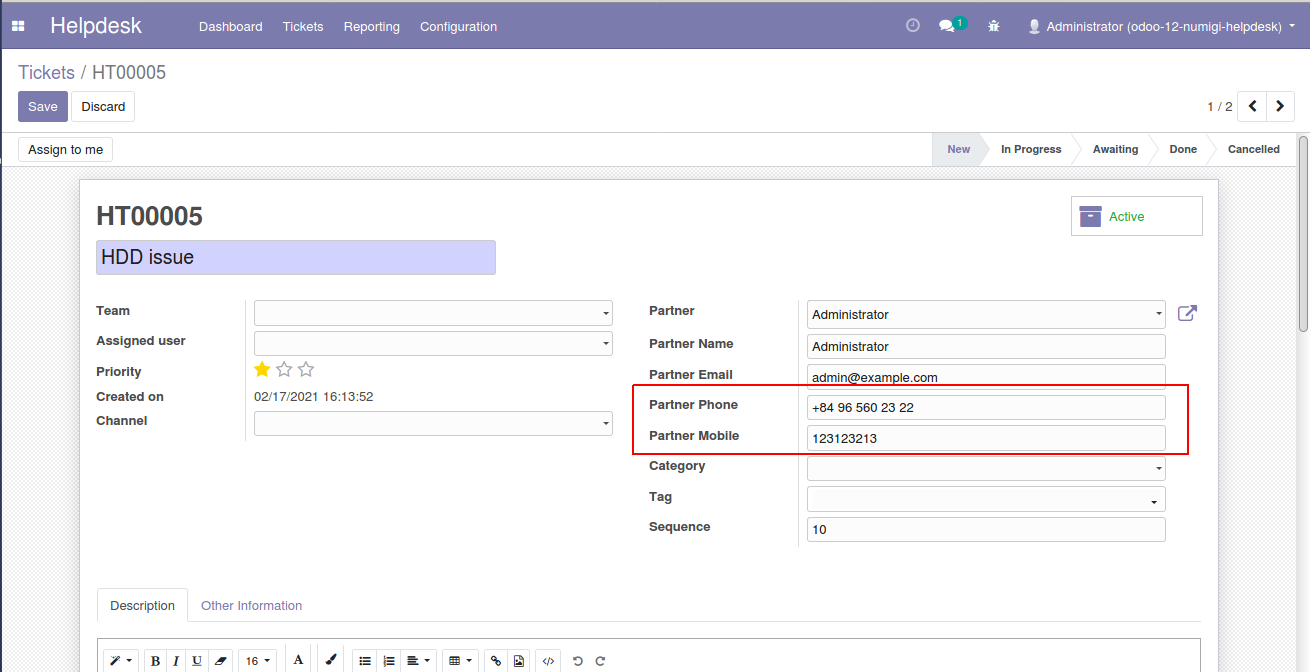 Helpdesk Dashboard Tickets Reporting Configuration 1 Administrator (odoo-12-numigi-helpdesk)
Tickets / HT00005
Save Discard 1 / 2
Assign to me New In Progress Awaiting Done Cancelled
HT00005
Active
HDD issue
Team
Assigned user
Priority
Created on 02/17/2021 16:13:52
Channel
Partner Administrator
Partner Name Administrator
Partner Email admin@example.com
Partner Phone +84 96 560 23 22
Partner Mobile 123123213
Category
Tag
Sequence 10
Description Other Information
B I U 16 A </>